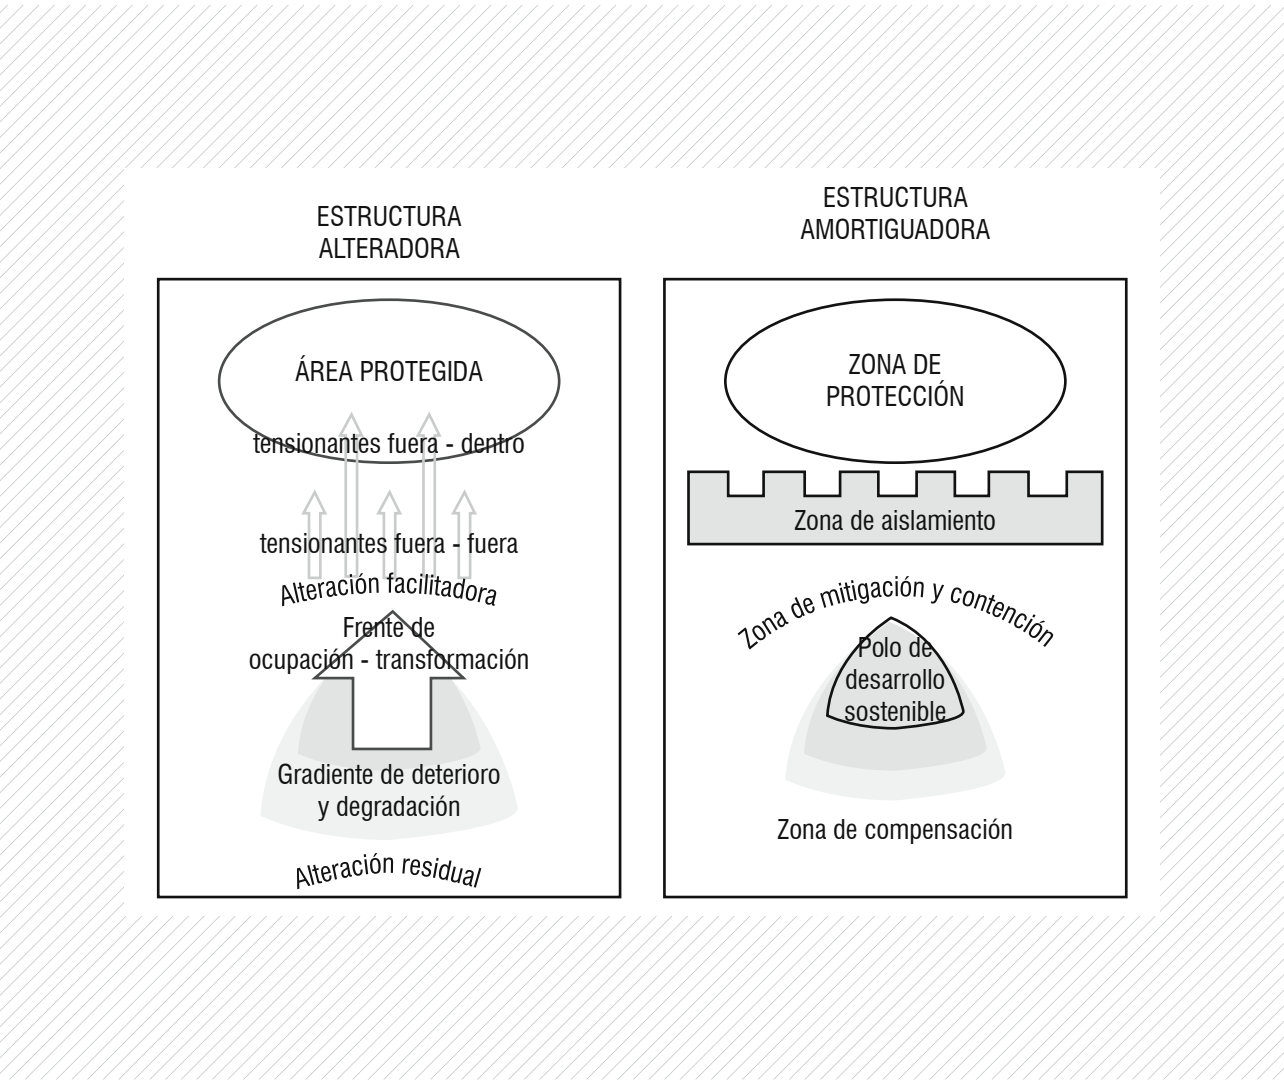 ESTRUCTURA
ALTERADORA
ÁREA PROTEGIDA
tensionantes fuera - dentro
tensionantes fuera - fuera
Alteración facilitadora
Frente de
ocupación - transformación
Gradiente de deterioro
y degradación
Alteración residual
ESTRUCTURA
AMORTIGUADORA
ZONA DE
PROTECCIÓN
Zona de aislamiento
Zona de mitigación y contención
Polo de
desarrollo
sostenible
Zona de compensación